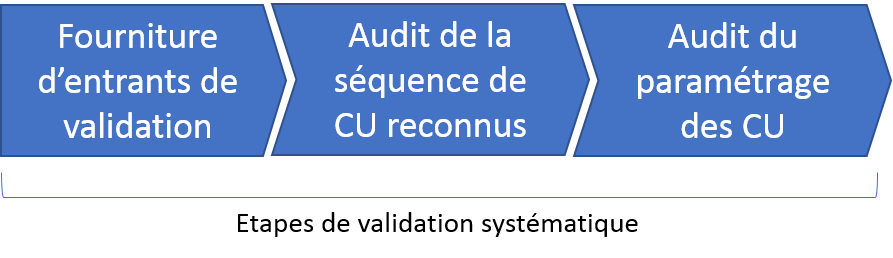 Fourniture
d’entrants de
validation
Audit de la
séquence de
CU reconnus
Audit du
paramétrage
des CU
Etapes de validation systématique